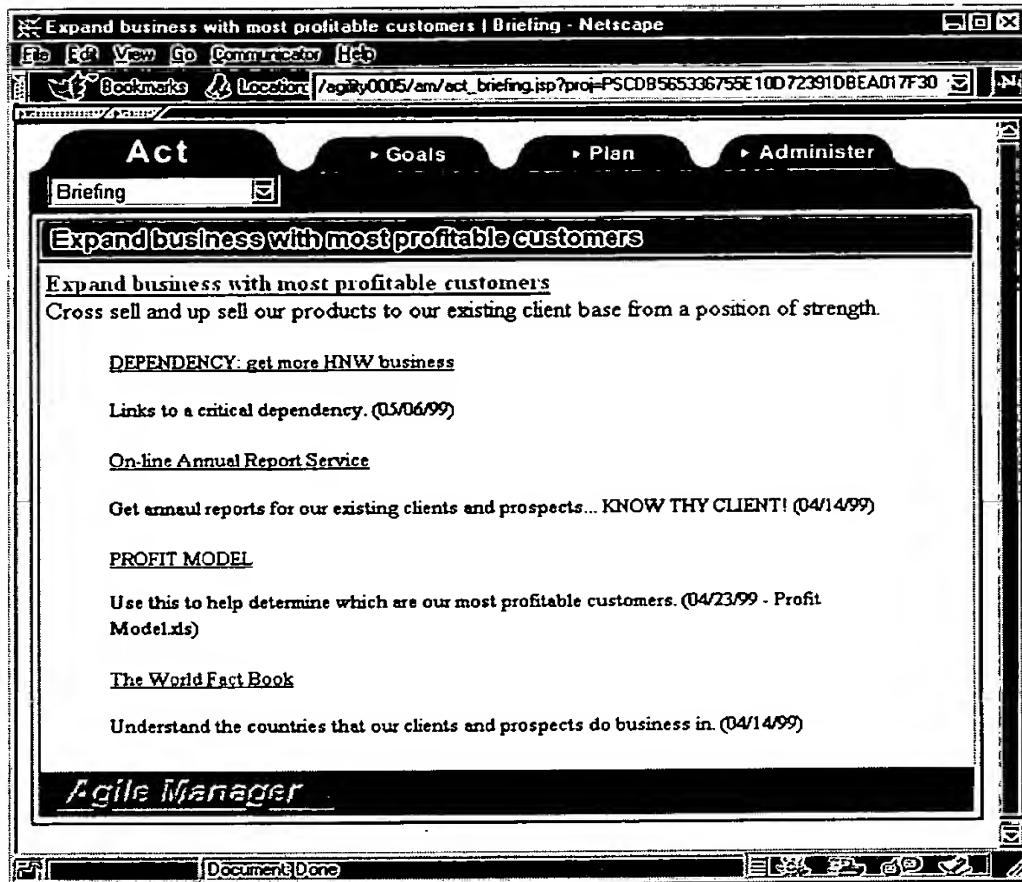 Expand business with most profitable customers | Briefing - Netscape
File Edit View Go Communicator Help
Bookmarks Location: /agility0005/am/act_briefing.jsp?proj=PSCDB565336755E10D72391DBEA017F30
Act Goals Plan Administer
Briefing
Expand business with most profitable customers
Expand business with most profitable customers
Cross sell and up sell our products to our existing client base from a position of strength.
DEPENDENCY: get more HNW business
Links to a critical dependency. (05/06/99)
On-line Annual Report Service
Get annaul reports for our existing clients and prospects... KNOW THY CLIENT! (04/14/99)
PROFIT MODEL
Use this to help determine which are our most profitable customers. (04/23/99 - Profit
Model.xls)
The World Fact Book
Understand the countries that our clients and prospects do business in. (04/14/99)
Agile Manager
Document: Done